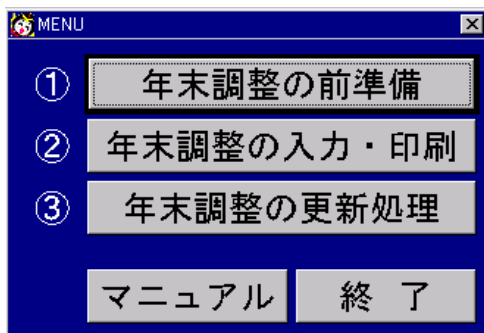 MENU
① 年末調整の前準備
② 年末調整の入力・印刷
③ 年末調整の更新処理
マニュアル 終 了